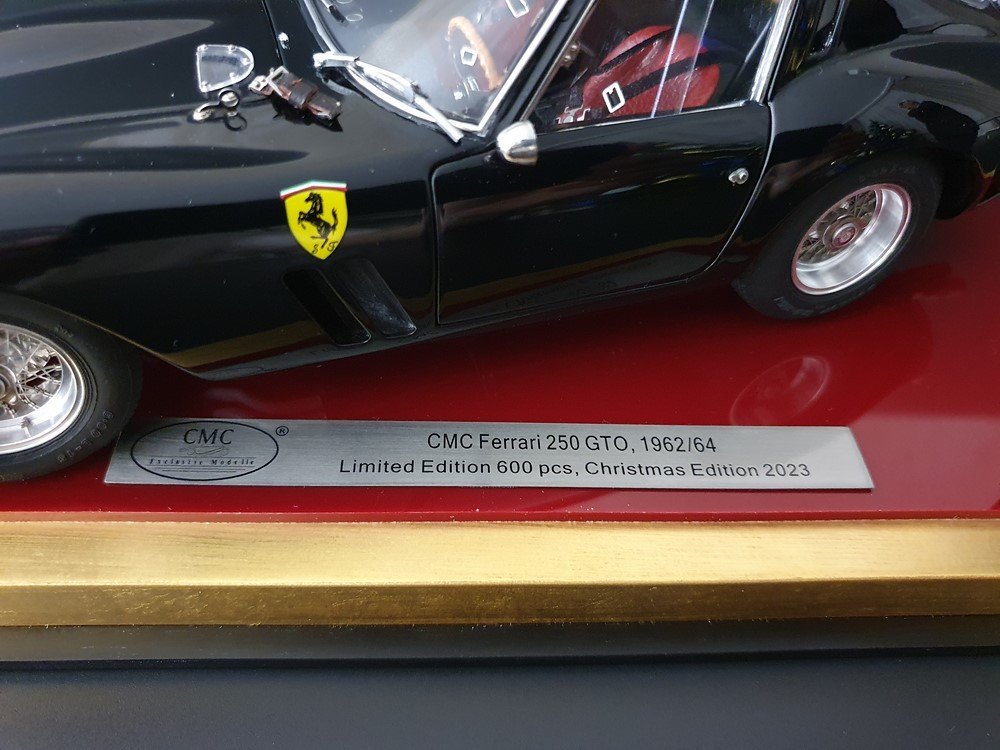 S F
CMC ®
Exclusive Modelle
CMC Ferrari 250 GTO, 1962/64
Limited Edition 600 pcs, Christmas Edition 2023